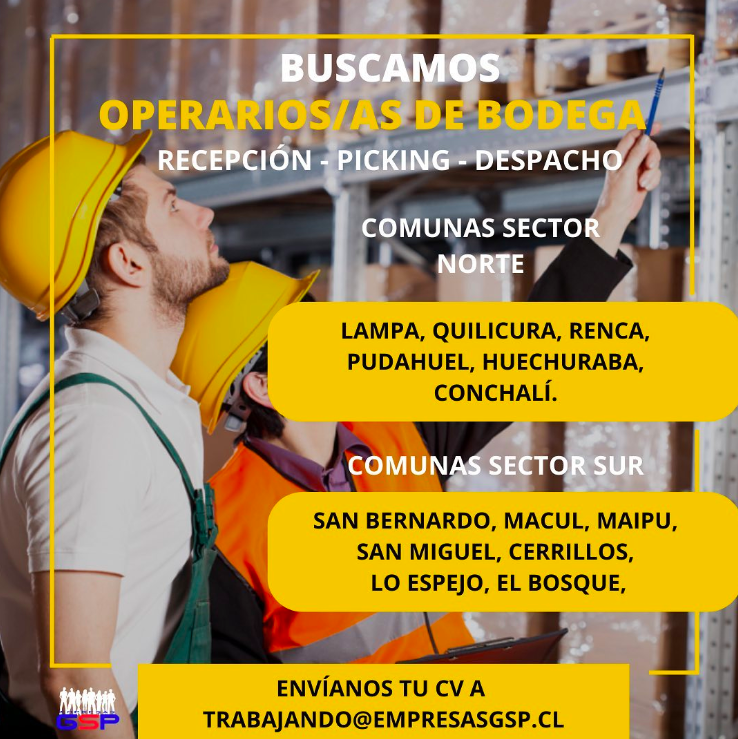 BUSCAMOS
OPERARIOS/AS DE BODEGA
RECEPCIÓN - PICKING - DESPACHO
COMUNAS SECTOR
NORTE
LAMPA, QUILICURA, RENCA,
PUDAHUEL, HUECHURABA,
CONCHALÍ.
COMUNAS SECTOR SUR
SAN BERNARDO, MACUL, MAIPU,
SAN MIGUEL, CERRILLOS,
LO ESPEJO, EL BOSQUE,
ENVÍANOS TU CV A
TRABAJANDO@EMPRESASGSP.CL
GSP